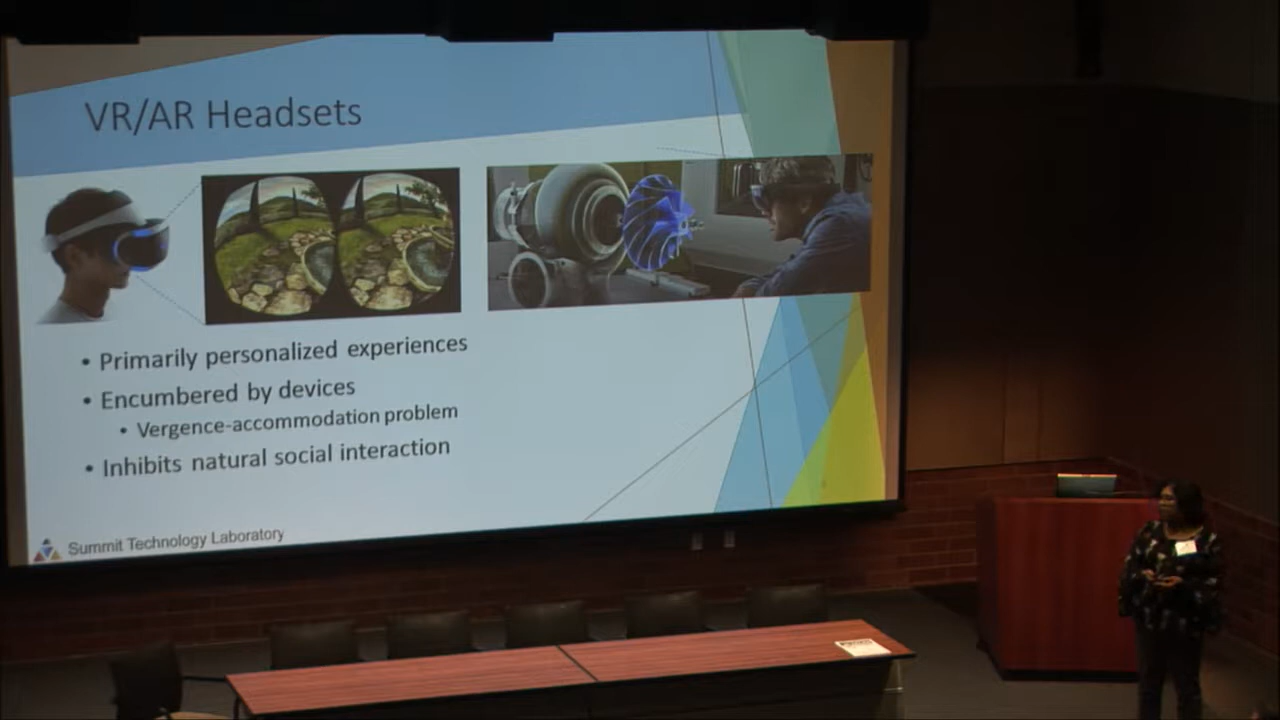 VR/AR Headsets
• Primarily personalized experiences
• Encumbered by devices
• Vergence-accommodation problem
• Inhibits natural social interaction
Summit Technology Laboratory